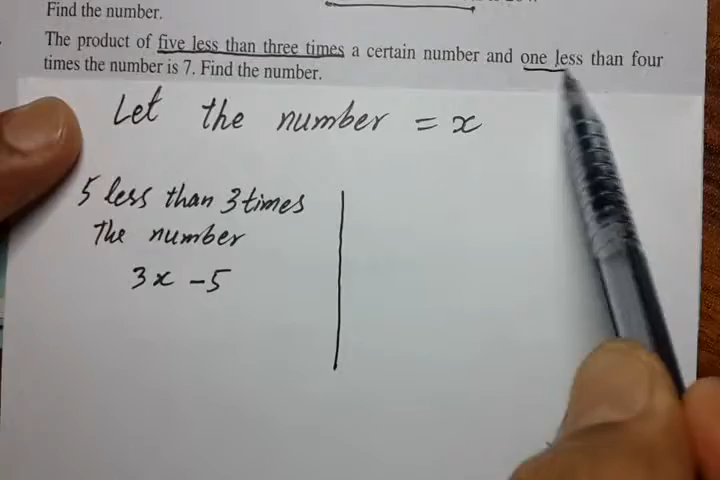 Find the number.
The product of five less than three times a certain number and one less than four
times the number is 7. Find the number.
Let the number = x
5 less than 3 times
The number
3x - 5